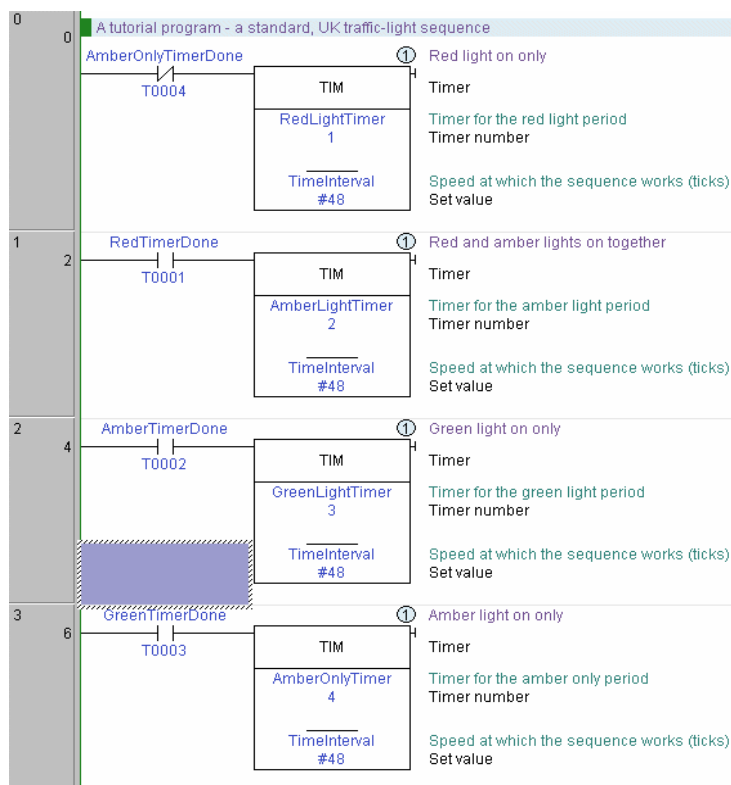 0
0
A tutorial program - a standard, UK traffic-light sequence
AmberOnlyTimerDone
1
Red light on only
T0004
TIM
Timer
RedLightTimer
Timer for the red light period
1
Timer number
TimeInterval
Speed at which the sequence works (ticks)
#48
Set value
1
2
RedTimerDone
1
Red and amber lights on together
T0001
TIM
Timer
AmberLightTimer
Timer for the amber light period
2
Timer number
TimeInterval
Speed at which the sequence works (ticks)
#48
Set value
2
4
AmberTimerDone
1
Green light on only
T0002
TIM
Timer
GreenLightTimer
Timer for the green light period
3
Timer number
TimeInterval
Speed at which the sequence works (ticks)
#48
Set value
3
6
GreenTimerDone
1
Amber light on only
T0003
TIM
Timer
AmberOnlyTimer
Timer for the amber only period
4
Timer number
TimeInterval
Speed at which the sequence works (ticks)
#48
Set value